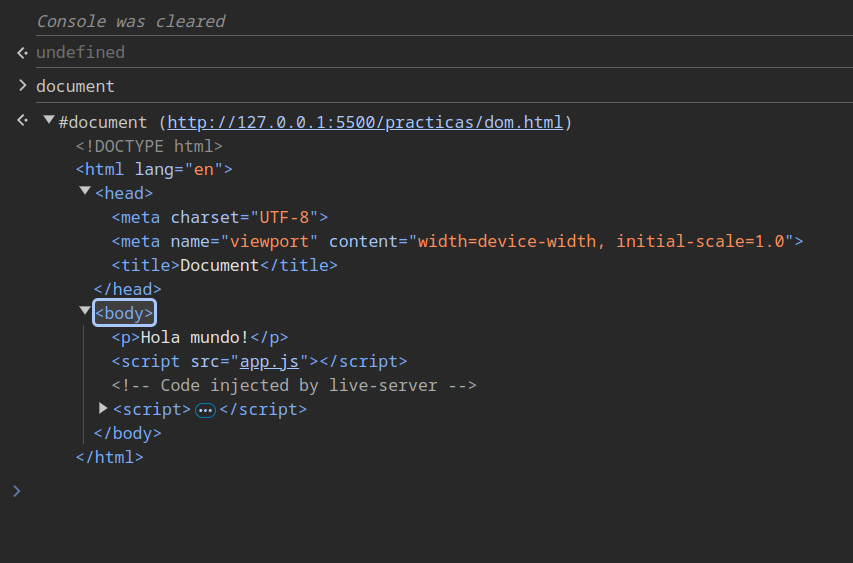 Console was cleared
undefined
document
#document (http://127.0.0.1:5500/practicas/dom.html)
<!DOCTYPE html>
<html lang="en">
<head>
<meta charset="UTF-8">
<meta name="viewport" content="width=device-width, initial-scale=1.0">
<title>Document</title>
</head>
<body>
<p>Hola mundo!</p>
<script src="app.js"></script>
<!-- Code injected by live-server -->
<script>…</script>
</body>
</html>